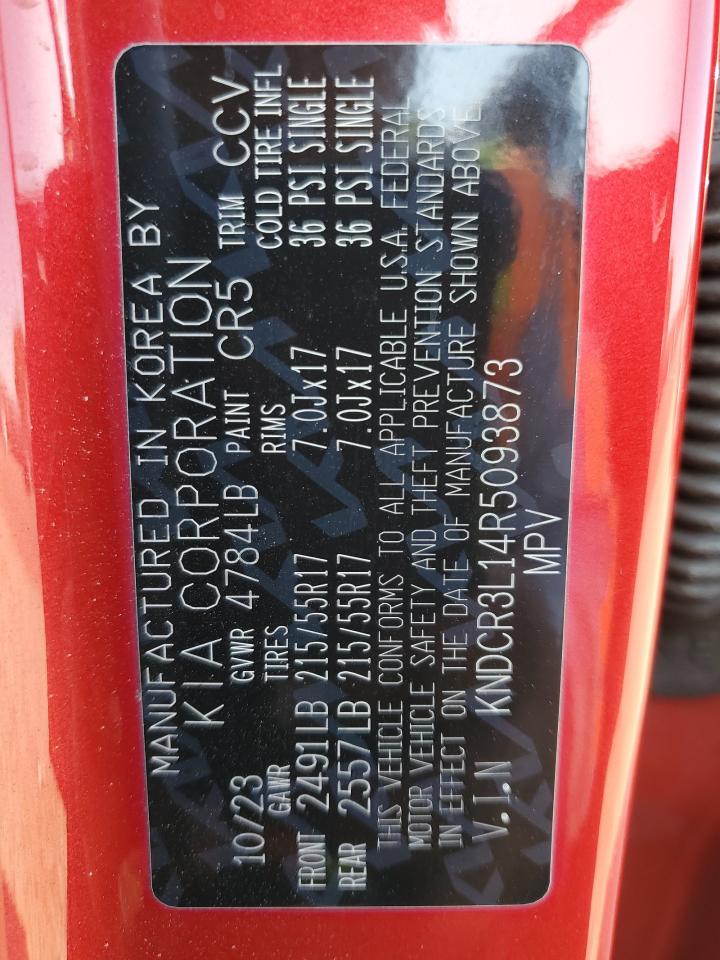 MANUFACTURED IN KOREA BY
KIA CORPORATION
10/23 GVWR 4784LB PAINT CR5 TRIM CCV
GAWR TIRES RIMS COLD TIRE INFL
FRONT 2491LB 215/55R17 7.0Jx17 36 PSI SINGLE
REAR 2557LB 215/55R17 7.0Jx17 36 PSI SINGLE
THIS VEHICLE CONFORMS TO ALL APPLICABLE U.S.A. FEDERAL
MOTOR VEHICLE SAFETY AND THEFT PREVENTION STANDARDS
IN EFFECT ON THE DATE OF MANUFACTURE SHOWN ABOVE.
V.I.N KNDCR3L14R5093873
MPV